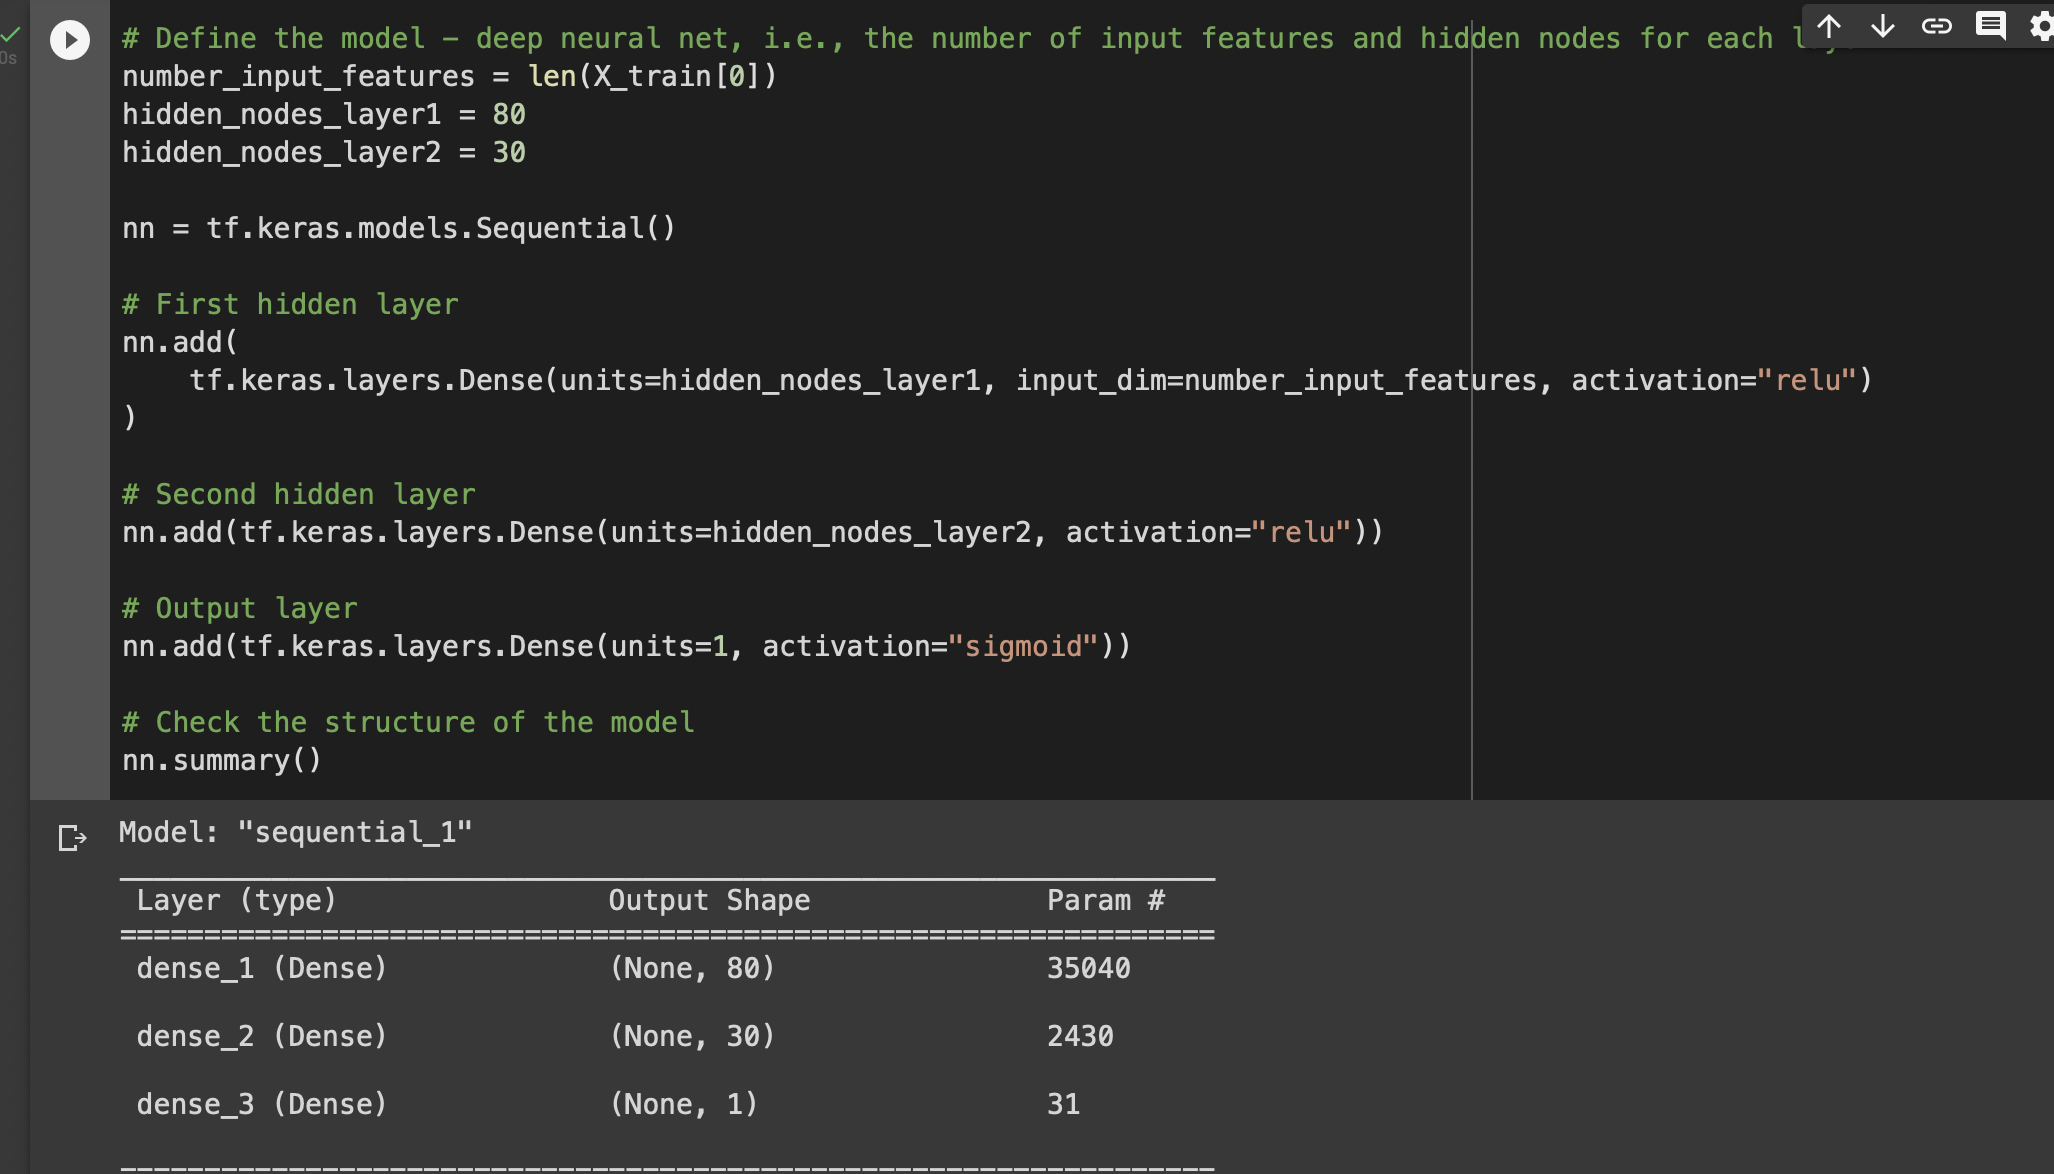 # Define the model - deep neural net, i.e., the number of input features and hidden nodes for each
0s
number_input_features = len(X_train[0])
hidden_nodes_layer1 = 80
hidden_nodes_layer2 = 30
nn = tf.keras.models.Sequential()
# First hidden layer
nn.add(
    tf.keras.layers.Dense(units=hidden_nodes_layer1, input_dim=number_input_features, activation="relu")
)
# Second hidden layer
nn.add(tf.keras.layers.Dense(units=hidden_nodes_layer2, activation="relu"))
# Output layer
nn.add(tf.keras.layers.Dense(units=1, activation="sigmoid"))
# Check the structure of the model
nn.summary()
Model: "sequential_1"
Layer (type) Output Shape Param #
=================================================================
dense_1 (Dense) (None, 80) 35040
dense_2 (Dense) (None, 30) 2430
dense_3 (Dense) (None, 1) 31
=================================================================